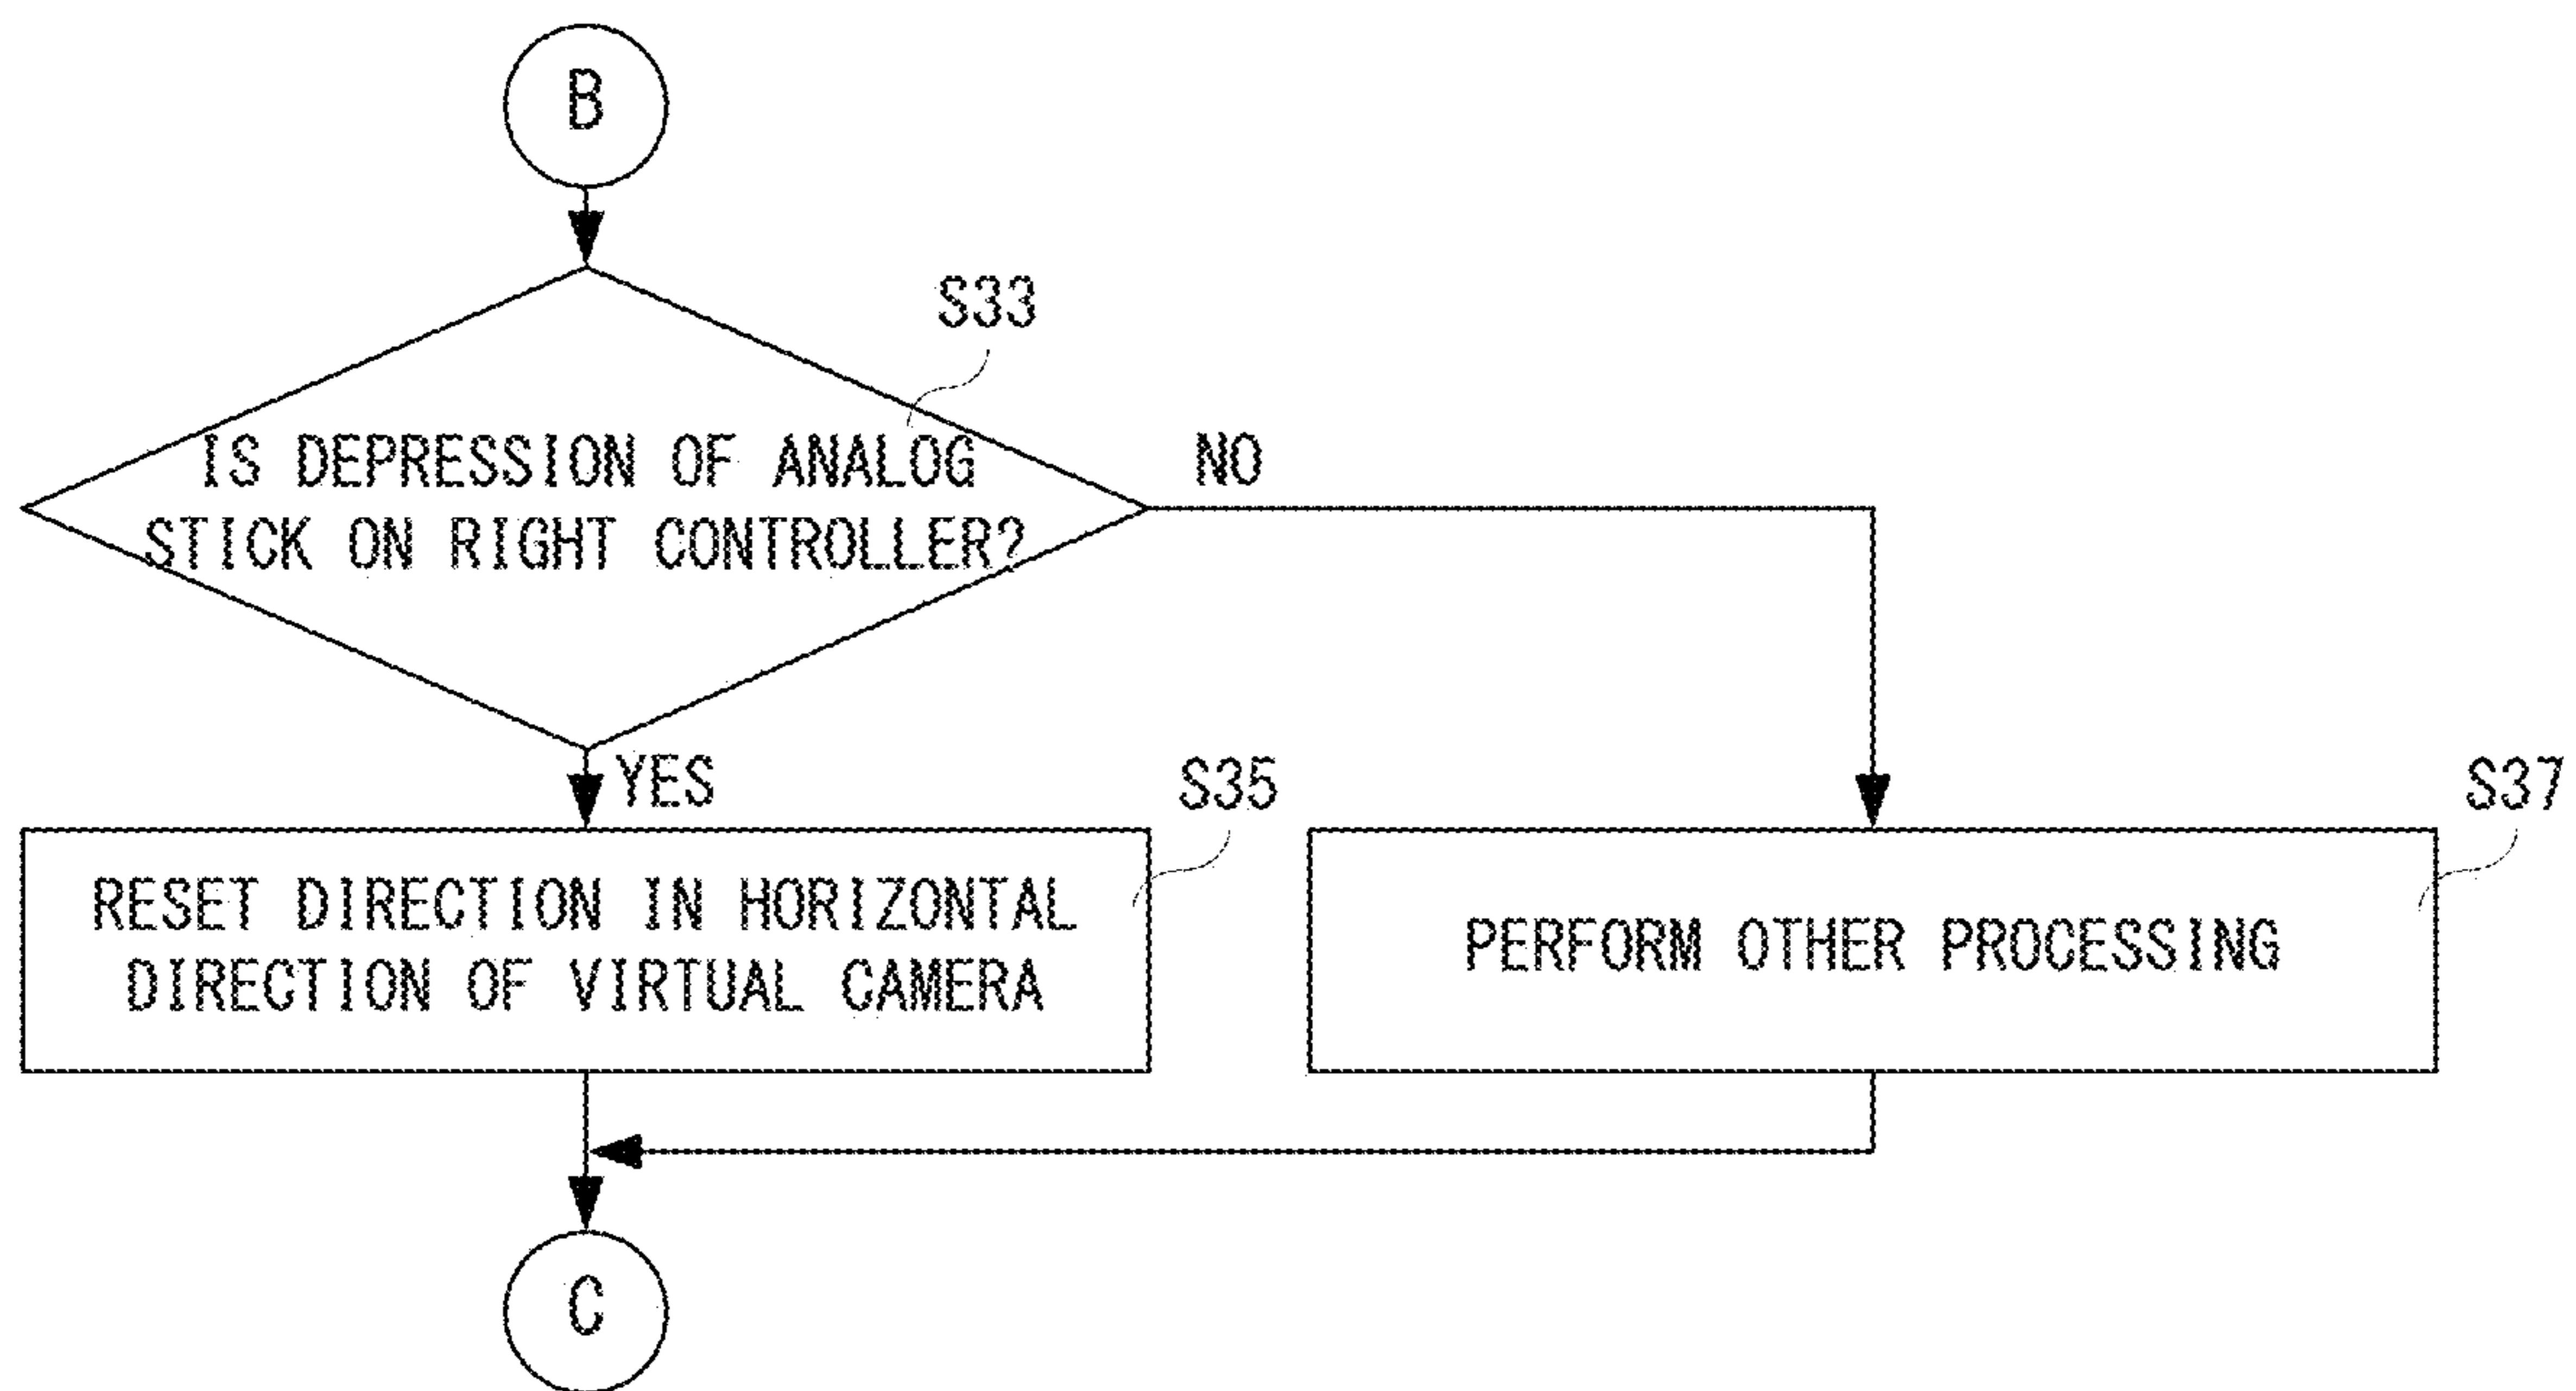 B
S33
IS DEPRESSION OF ANALOG
STICK ON RIGHT CONTROLLER?
NO
YES
S35
S37
RESET DIRECTION IN HORIZONTAL
DIRECTION OF VIRTUAL CAMERA
PERFORM OTHER PROCESSING
C